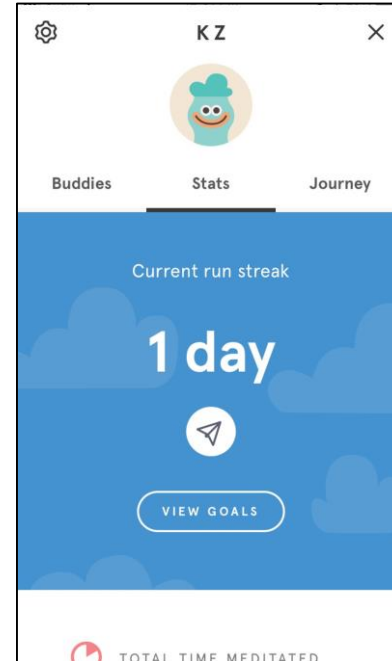 K Z
Buddies Stats Journey
Current run streak
1 day
VIEW GOALS
TOTAL TIME MEDITATED